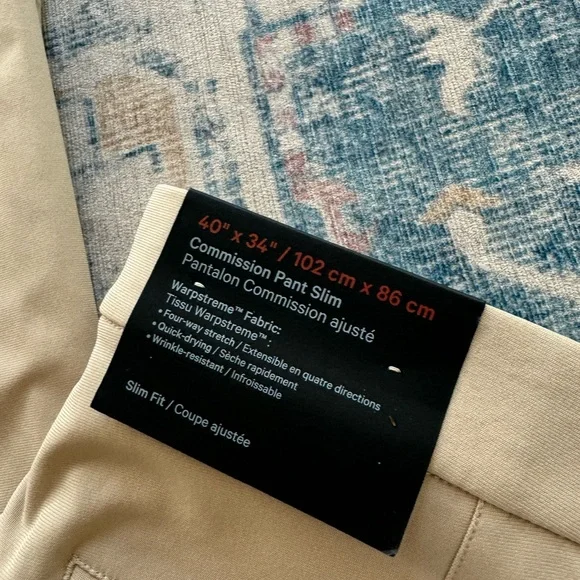 40" x 34" / 102 cm x 86 cm
Commission Pant Slim
Pantalon Commission ajusté
Warpstreme™ Fabric:
Tissu Warpstreme™:
• Four-way stretch / Extensible en quatre directions
• Quick-drying / Sèche rapidement
• Wrinkle-resistant / Infroissable
Slim Fit / Coupe ajustée